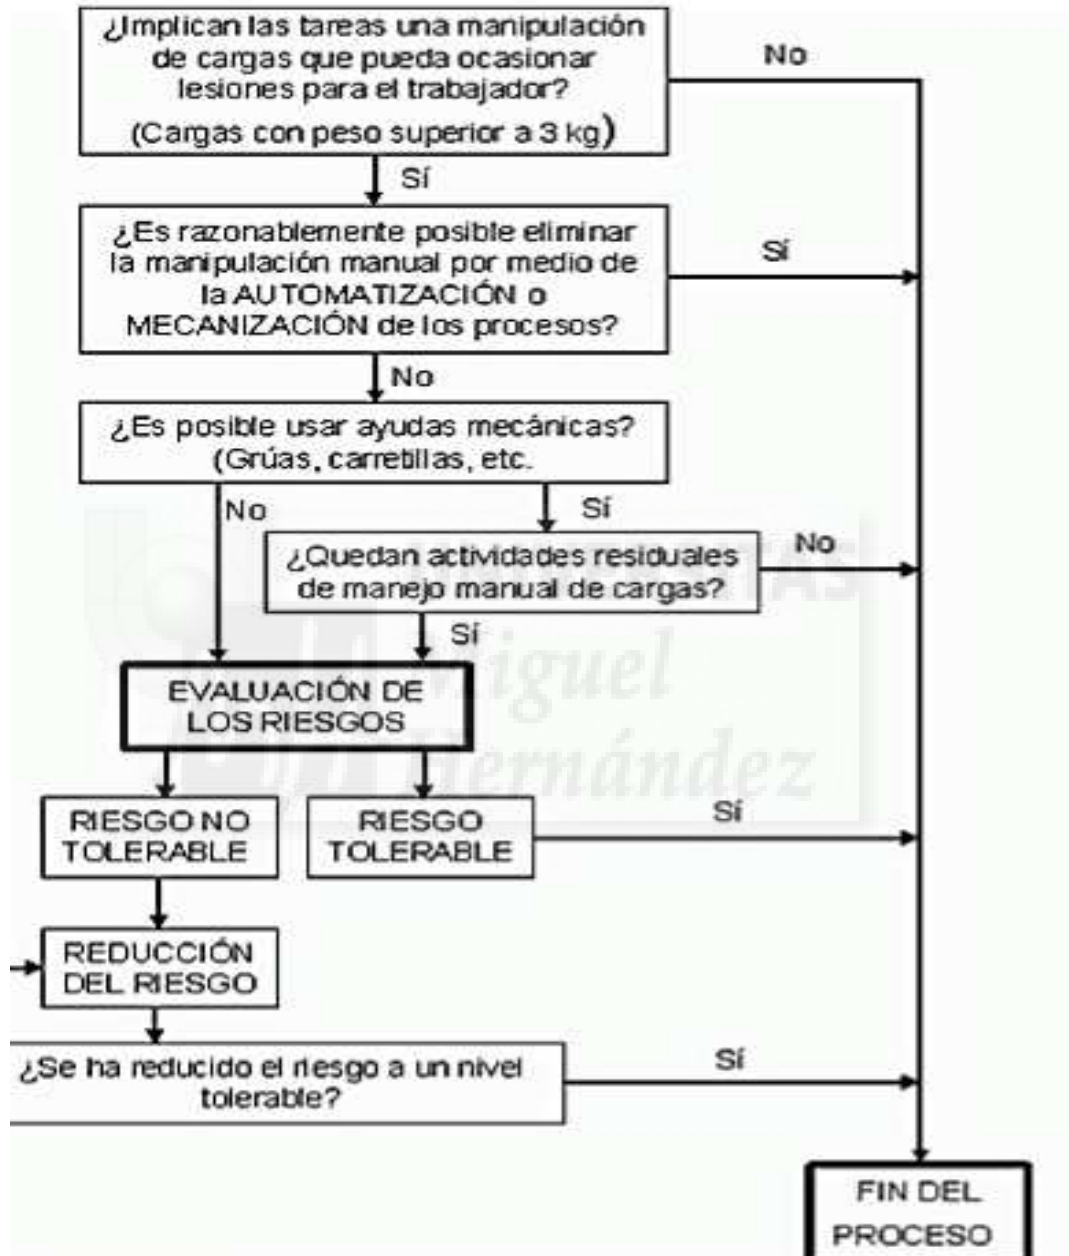 ¿Implican las tareas una manipulación
de cargas que pueda ocasionar
lesiones para el trabajador?
(Cargas con peso superior a 3 kg)
No
Sí
¿Es razonablemente posible eliminar
la manipulación manual por medio de
la AUTOMATIZACIÓN o
MECANIZACIÓN de los procesos?
Sí
No
¿Es posible usar ayudas mecánicas?
(Grúas, carretillas, etc.
No
Sí
¿Quedan actividades residuales
de manejo manual de cargas?
No
Sí
EVALUACIÓN DE
LOS RIESGOS
RIESGO NO
TOLERABLE
RIESGO
TOLERABLE
Sí
REDUCCIÓN
DEL RIESGO
¿Se ha reducido el riesgo a un nivel
tolerable?
Sí
FIN DEL
PROCESO
Miguel
Hernández